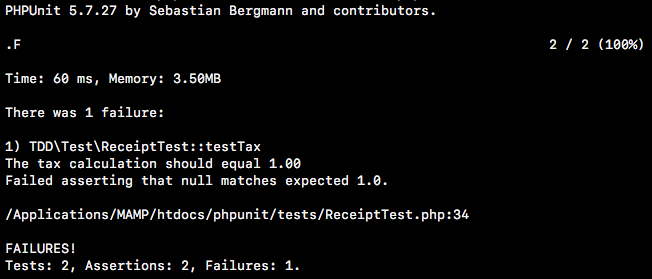 PHPUnit 5.7.27 by Sebastian Bergmann and contributors.
.F 2 / 2 (100%)
Time: 60 ms, Memory: 3.50MB
There was 1 failure:
1) TDD\Test\ReceiptTest::testTax
The tax calculation should equal 1.00
Failed asserting that null matches expected 1.0.
/Applications/MAMP/htdocs/phpunit/tests/ReceiptTest.php:34
FAILURES!
Tests: 2, Assertions: 2, Failures: 1.